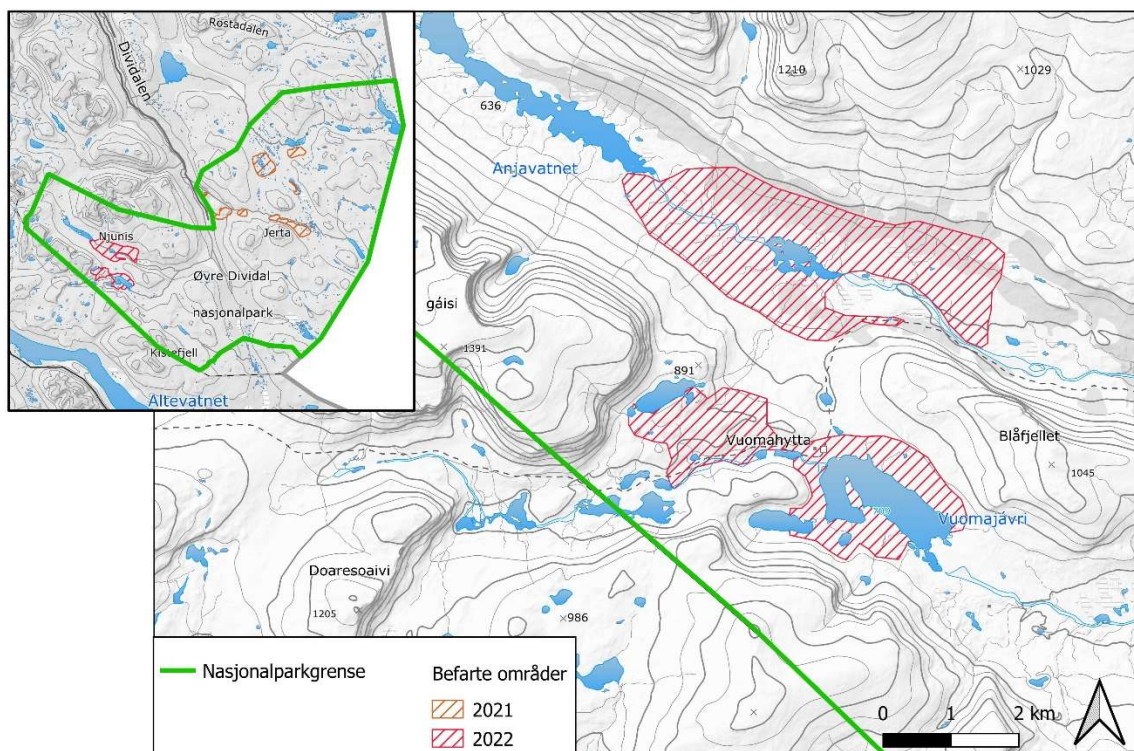 Rostadalen
Dividalen
Njunis
Jerta
Øvre Dividal
nasjonalpark
Kistefjell
Altevatnet
1210
1029
636
Anjavatnet
gáisi
1391
891
Vuomahytta
Blåfjellet
1045
Vuomajávri
Doaresoaivi
1205
986
Nasjonalparkgrense
Befarte områder
2021
2022
0 1 2 km